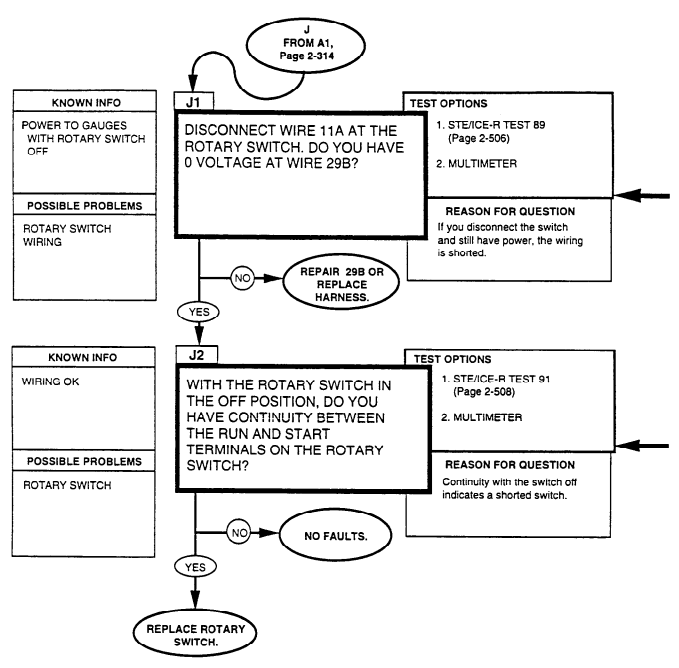 J
FROM A1,
Page 2-314
KNOWN INFO
POWER TO GAUGES
WITH ROTARY SWITCH
OFF
POSSIBLE PROBLEMS
ROTARY SWITCH
WIRING
J1
DISCONNECT WIRE 11A AT THE
ROTARY SWITCH. DO YOU HAVE
0 VOLTAGE AT WIRE 29B?
TEST OPTIONS
1. STE/ICE-R TEST 89
(Page 2-506)
2. MULTIMETER
REASON FOR QUESTION
If you disconnect the switch
and still have power, the wiring
is shorted.
NO
REPAIR 29B OR
REPLACE
HARNESS.
YES
KNOWN INFO
WIRING OK
POSSIBLE PROBLEMS
ROTARY SWITCH
J2
WITH THE ROTARY SWITCH IN
THE OFF POSITION, DO YOU
HAVE CONTINUITY BETWEEN
THE RUN AND START
TERMINALS ON THE ROTARY
SWITCH?
TEST OPTIONS
1. STE/ICE-R TEST 91
(Page 2-508)
2. MULTIMETER
REASON FOR QUESTION
Continuity with the switch off
indicates a shorted switch.
NO
NO FAULTS.
YES
REPLACE ROTARY
SWITCH.